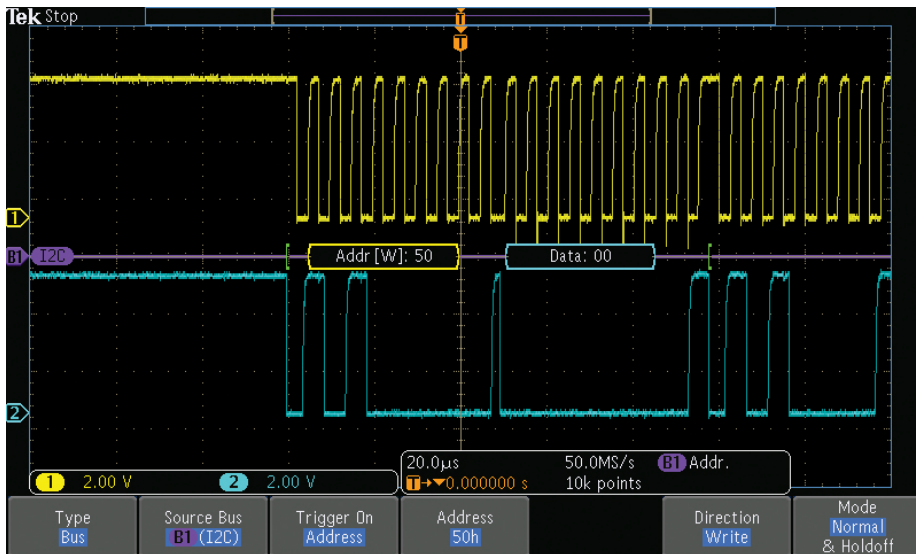 Tek Stop
T
T
1
B1 I2C Addr [W]: 50 Data: 00
2
1 2.00 V 2 2.00 V
20.0μs 50.0MS/s B1 Addr.
T→▼0.000000 s 10k points
Type
Bus
Source Bus
B1 (I2C)
Trigger On
Address
Address
50h
Direction
Write
Mode
Normal
& Holdoff